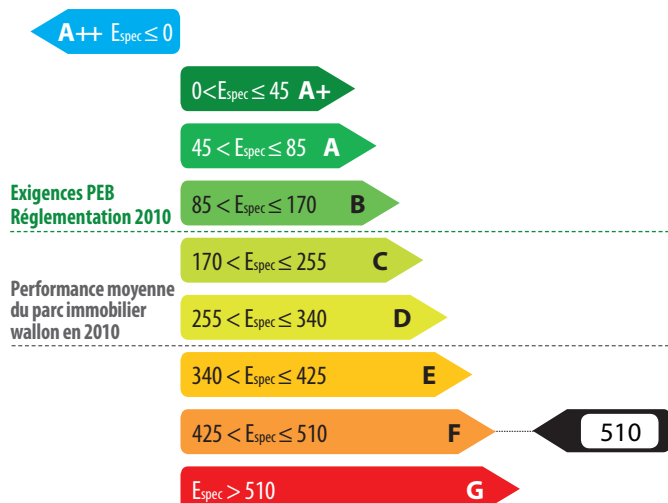 A++ Espec ≤ 0
0<Espec ≤ 45 A+
45 < Espec ≤ 85 A
Exigences PEB
Réglementation 2010
85 < Espec ≤ 170 B
170 < Espec ≤ 255 C
Performance moyenne
du parc immobilier
wallon en 2010
255 < Espec ≤ 340 D
340 < Espec ≤ 425 E
425 < Espec ≤ 510 F
510
Espec > 510 G